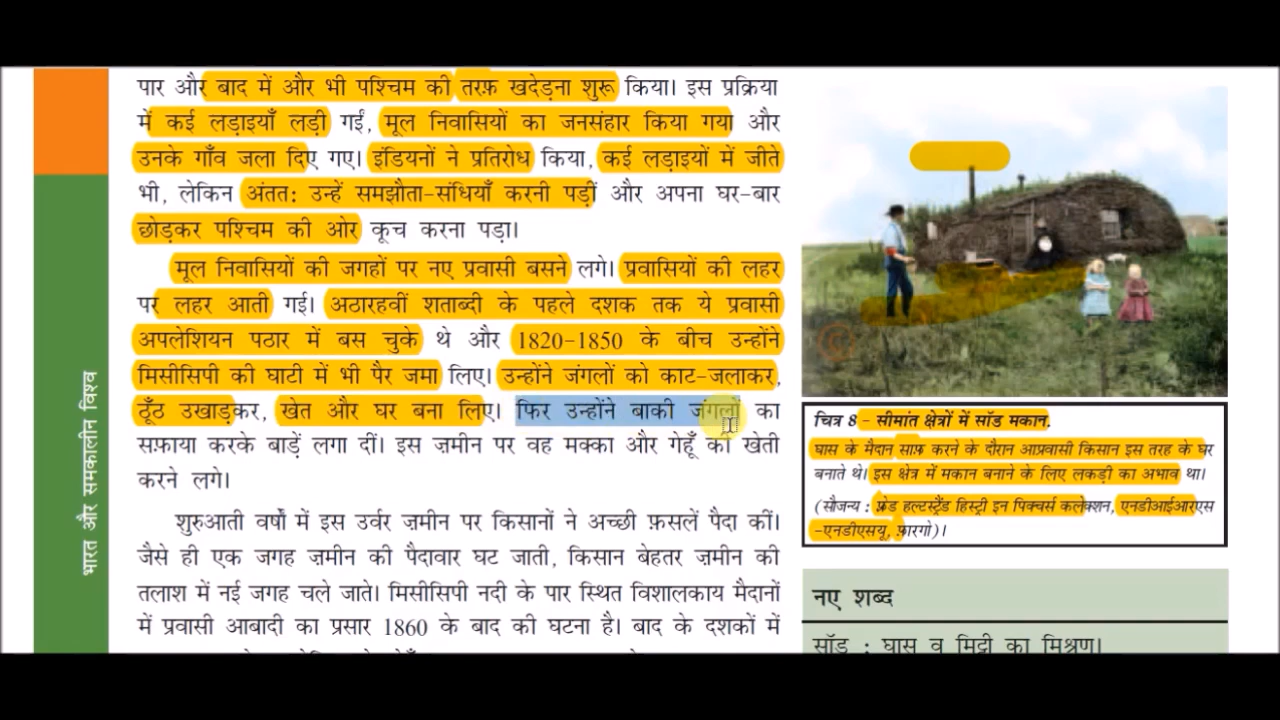 पार और बाद में और भी पश्चिम की तरफ़ खदेड़ना शुरू किया। इस प्रक्रिया
में कई लड़ाइयाँ लड़ी गईं, मूल निवासियों का जनसंहार किया गया और
उनके गाँव जला दिए गए। इंडियनों ने प्रतिरोध किया, कई लड़ाइयों में जीते
भी, लेकिन अंतत: उन्हें समझौता-संधियाँ करनी पड़ीं और अपना घर-बार
छोड़कर पश्चिम की ओर कूच करना पड़ा।
मूल निवासियों की जगहों पर नए प्रवासी बसने लगे। प्रवासियों की लहर
पर लहर आती गई। अठारहवीं शताब्दी के पहले दशक तक ये प्रवासी
अपलेशियन पठार में बस चुके थे और 1820-1850 के बीच उन्होंने
मिसीसिपी की घाटी में भी पैर जमा लिए। उन्होंने जंगलों को काट-जलाकर,
ठूँठ उखाड़कर, खेत और घर बना लिए। फिर उन्होंने बाकी जंगलों का
सफ़ाया करके बाड़ें लगा दीं। इस ज़मीन पर वह मक्का और गेहूँ की खेती
करने लगे।
शुरुआती वर्षों में इस उर्वर ज़मीन पर किसानों ने अच्छी फ़सलें पैदा कीं।
जैसे ही एक जगह ज़मीन की पैदावार घट जाती, किसान बेहतर ज़मीन की
तलाश में नई जगह चले जाते। मिसीसिपी नदी के पार स्थित विशालकाय मैदानों
में प्रवासी आबादी का प्रसार 1860 के बाद की घटना है। बाद के दशकों में
चित्र 8 - सीमांत क्षेत्रों में सॉड मकान.
घास के मैदान साफ़ करने के दौरान आप्रवासी किसान इस तरह के घर
बनाते थे। इस क्षेत्र में मकान बनाने के लिए लकड़ी का अभाव था।
(सौजन्य : फ़्रेड हल्टस्ट्रैंड हिस्ट्री इन पिक्चर्स कलेक्शन, एनडीआईआरएस
-एनडीएसयू, फ़ारगो)।
नए शब्द
सॉड : घास व मिट्टी का मिश्रण।
भारत और समकालीन विश्व